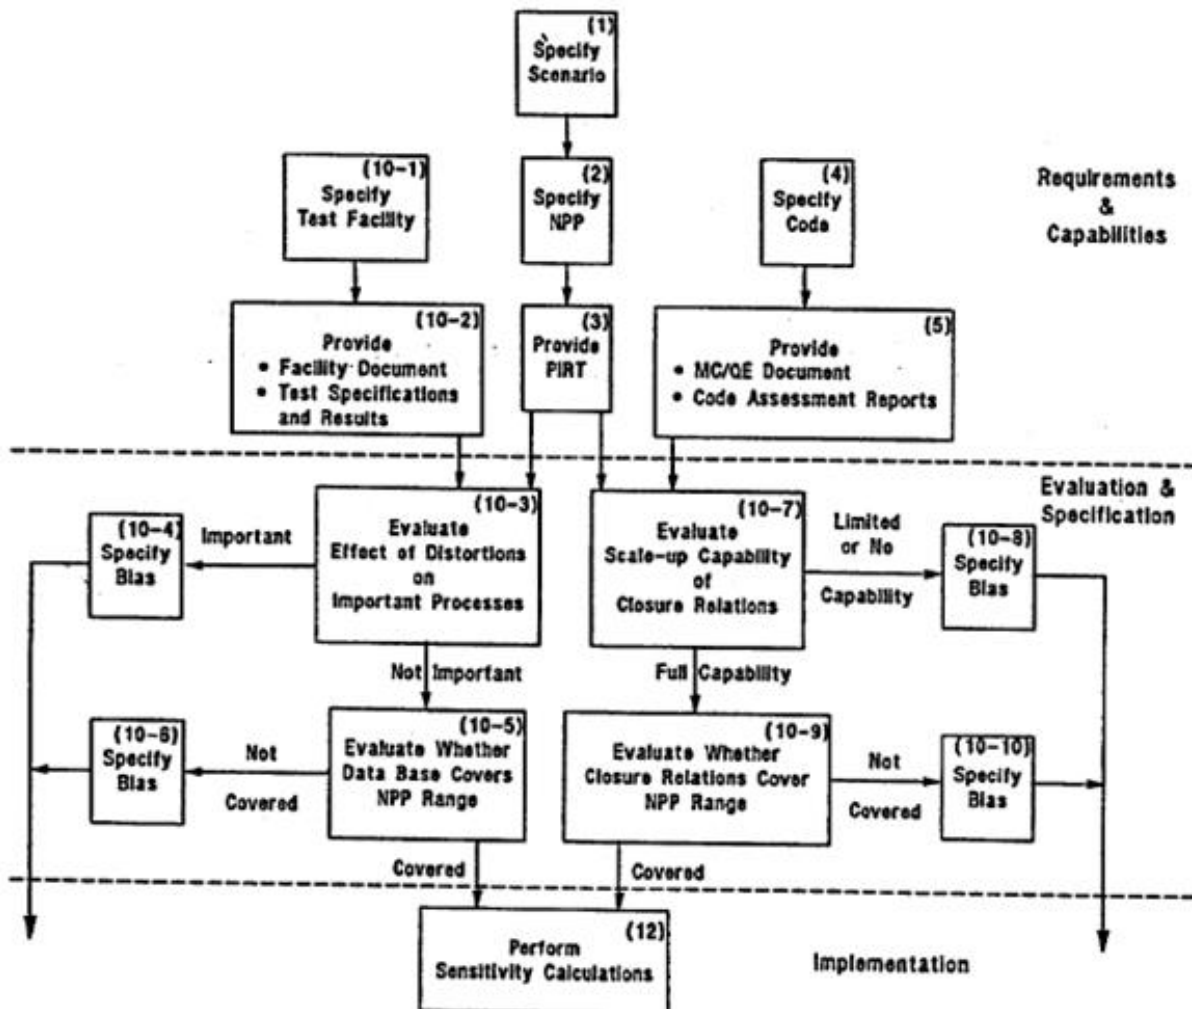 (1)
Specify
Scenario
(10-1)
Specify
Test Facility
(2)
Specify
NPP
(4)
Specify
Code
Requirements
&
Capabilities
(10-2)
Provide
• Facility Document
• Test Specifications
and Results
(3)
Provide
PIRT
(5)
Provide
• MC/QE Document
• Code Assessment Reports
Evaluation &
Specification
(10-4)
Specify
Bias
Important
(10-3)
Evaluate
Effect of Distortions
on
Important Processes
(10-7)
Evaluate
Scale-up Capability
of
Closure Relations
Limited
or No
Capability
(10-8)
Specify
Bias
Not Important
Full Capability
(10-6)
Specify
Bias
Not
Covered
(10-5)
Evaluate Whether
Data Base Covers
NPP Range
(10-9)
Evaluate Whether
Closure Relations Cover
NPP Range
Not
Covered
(10-10)
Specify
Bias
Covered
Covered
(12)
Perform
Sensitivity Calculations
Implementation